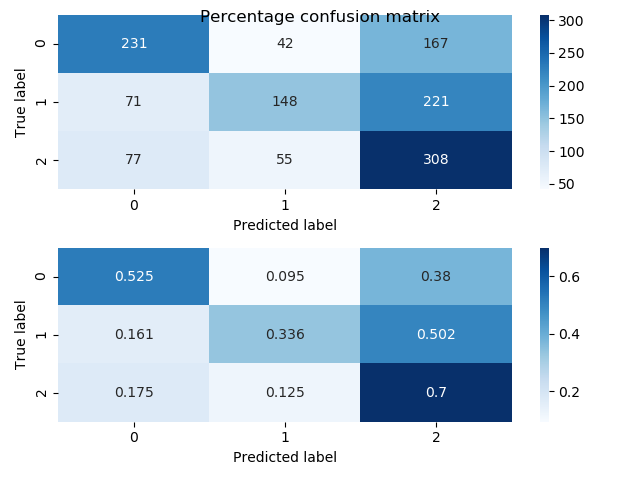 Percentage confusion matrix
True label
0 231 42 167
1 71 148 221
2 77 55 308
0 1 2
Predicted label
300
250
200
150
100
50
True label
0 0.525 0.095 0.38
1 0.161 0.336 0.502
2 0.175 0.125 0.7
0 1 2
Predicted label
0.6
0.4
0.2